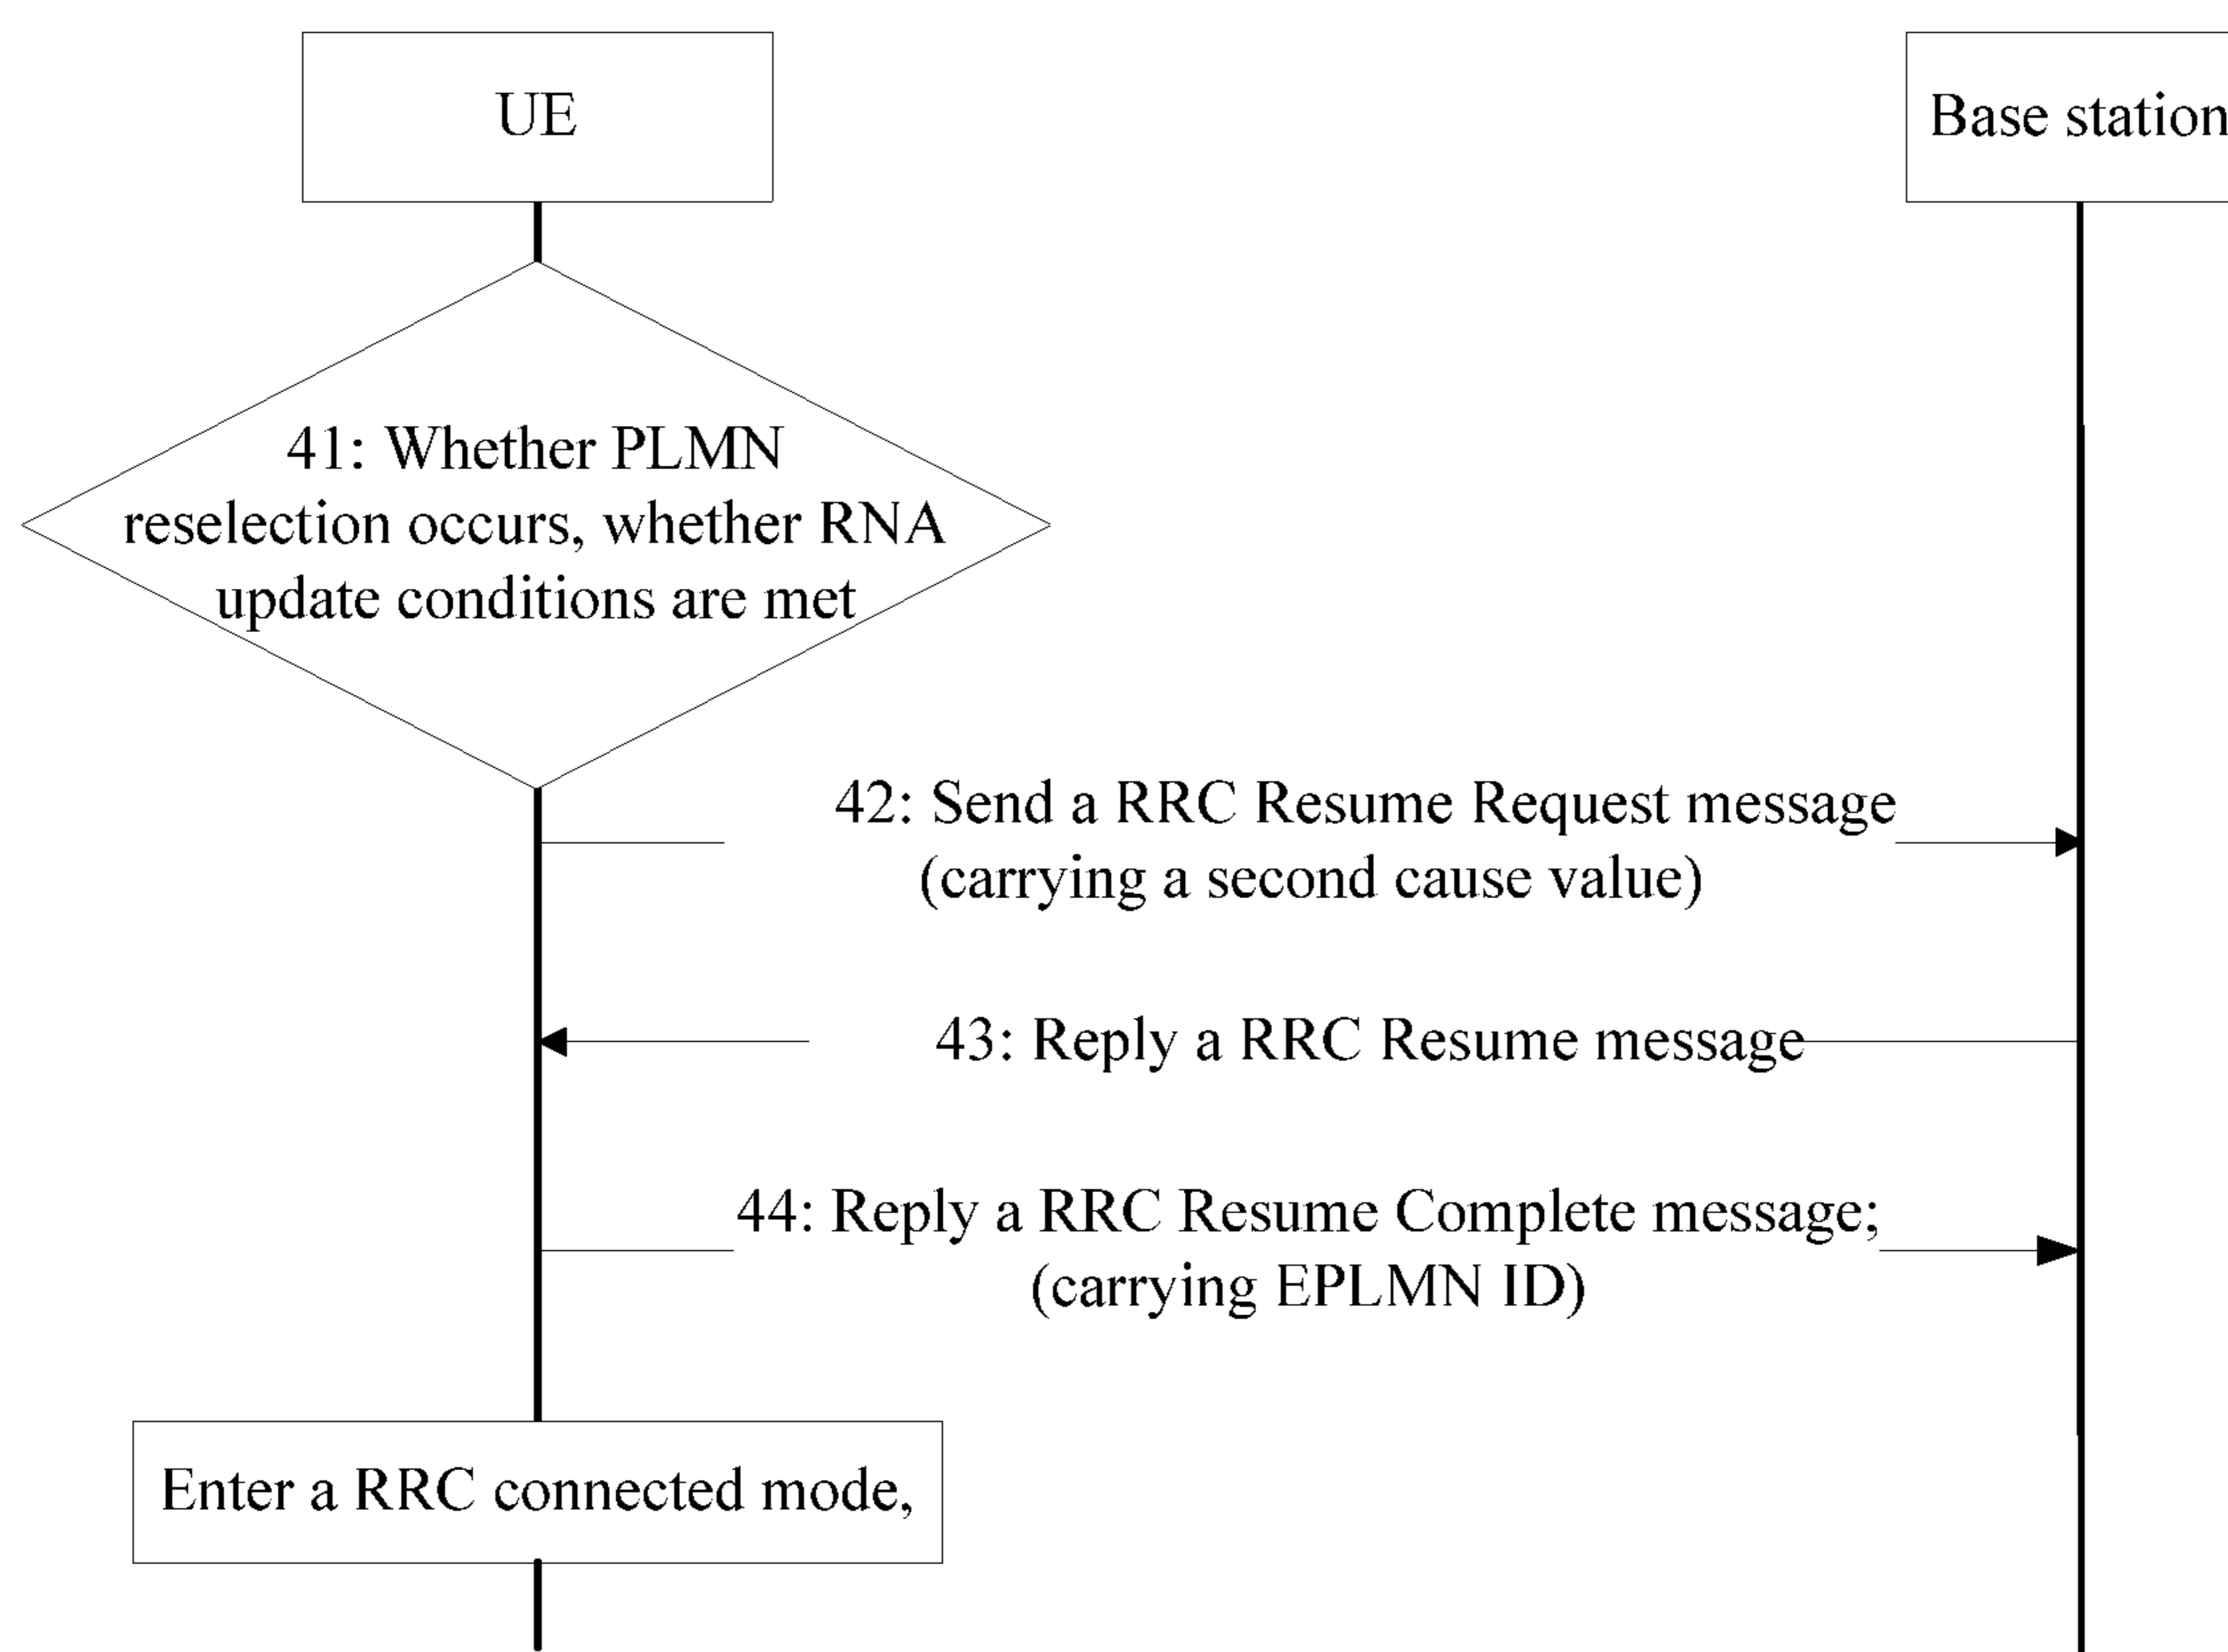 UE
Base station
41: Whether PLMN
reselection occurs, whether RNA
update conditions are met
42: Send a RRC Resume Request message
(carrying a second cause value)
43: Reply a RRC Resume message
44: Reply a RRC Resume Complete message;
(carrying EPLMN ID)
Enter a RRC connected mode,